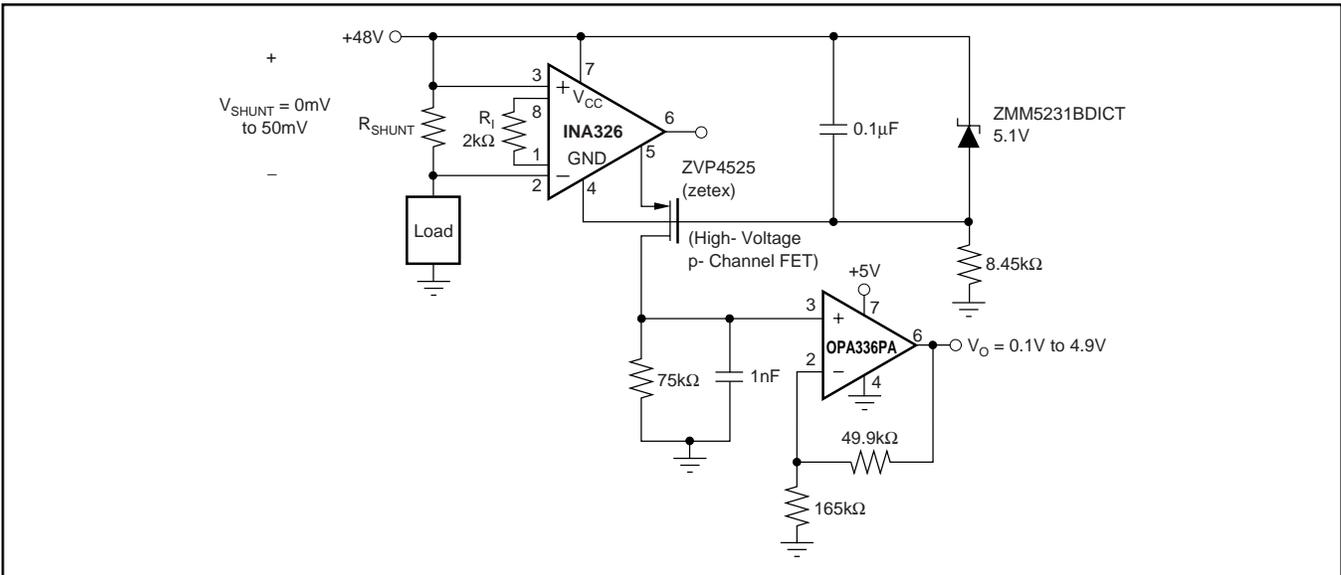 +48V
+
V_SHUNT = 0mV
to 50mV
−
R_SHUNT
Load
3
7
+
V_CC
8
R_I
2kΩ
INA326
6
1
GND
5
−
2
4
ZVP4525
(zetex)
(High- Voltage
p- Channel FET)
0.1µF
ZMM5231BDICT
5.1V
8.45kΩ
+5V
3
7
+
OPA336PA
6
V_O = 0.1V to 4.9V
2
−
4
75kΩ
1nF
49.9kΩ
165kΩ